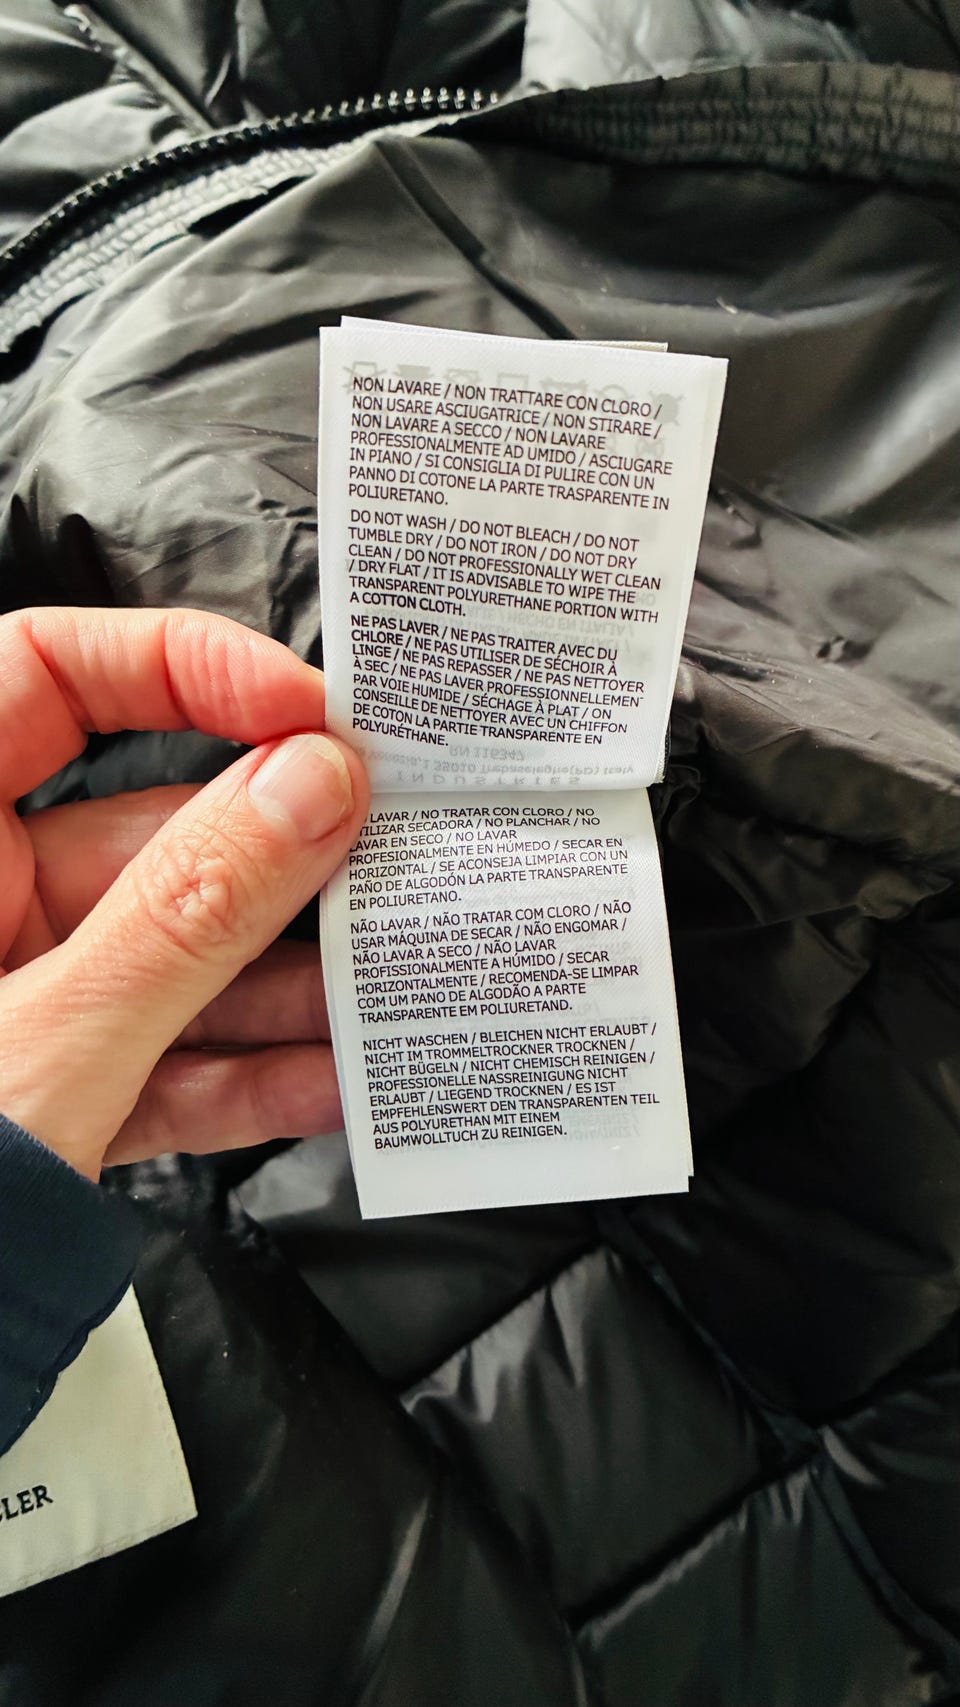 NON LAVARE / NON TRATTARE CON CLORO /
NON USARE ASCIUGATRICE / NON STIRARE /
NON LAVARE A SECCO / NON LAVARE
PROFESSIONALMENTE AD UMIDO / ASCIUGARE
IN PIANO / SI CONSIGLIA DI PULIRE CON UN
PANNO DI COTONE LA PARTE TRASPARENTE IN
POLIURETANO.
DO NOT WASH / DO NOT BLEACH / DO NOT
TUMBLE DRY / DO NOT IRON / DO NOT DRY
CLEAN / DO NOT PROFESSIONALLY WET CLEAN
/ DRY FLAT / IT IS ADVISABLE TO WIPE THE
TRANSPARENT POLYURETHANE PORTION WITH
A COTTON CLOTH.
NE PAS LAVER / NE PAS TRAITER AVEC DU
CHLORE / NE PAS UTILISER DE SÉCHOIR À
LINGE / NE PAS REPASSER / NE PAS NETTOYER
À SEC / NE PAS LAVER PROFESSIONNELLEMEN
PAR VOIE HUMIDE / SÉCHAGE À PLAT / ON
CONSEILLE DE NETTOYER AVEC UN CHIFFON
DE COTON LA PARTIE TRANSPARENTE EN
POLYURÉTHANE.
RN 116347
35010 Trebaseleghe(PD) Italy
INDUSTRIES
LAVAR / NO TRATAR CON CLORO / NO
TILIZAR SECADORA / NO PLANCHAR / NO
LAVAR EN SECO / NO LAVAR
PROFESIONALMENTE EN HÚMEDO / SECAR EN
HORIZONTAL / SE ACONSEJA LIMPIAR CON UN
PAÑO DE ALGODÓN LA PARTE TRANSPARENTE
EN POLIURETANO.
NÃO LAVAR / NÃO TRATAR COM CLORO / NÃO
USAR MÁQUINA DE SECAR / NÃO ENGOMAR /
NÃO LAVAR A SECO / NÃO LAVAR
PROFISSIONALMENTE A HÚMIDO / SECAR
HORIZONTALMENTE / RECOMENDA-SE LIMPAR
COM UM PANO DE ALGODÃO A PARTE
TRANSPARENTE EM POLIURETAND.
NICHT WASCHEN / BLEICHEN NICHT ERLAUBT /
NICHT IM TROMMELTROCKNER TROCKNEN /
NICHT BÜGELN / NICHT CHEMISCH REINIGEN /
PROFESSIONELLE NASSREINIGUNG NICHT
ERLAUBT / LIEGEND TROCKNEN / ES IST
EMPFEHLENSWERT DEN TRANSPARENTEN TEIL
AUS POLYURETHAN MIT EINEM
BAUMWOLLTUCH ZU REINIGEN.
LER